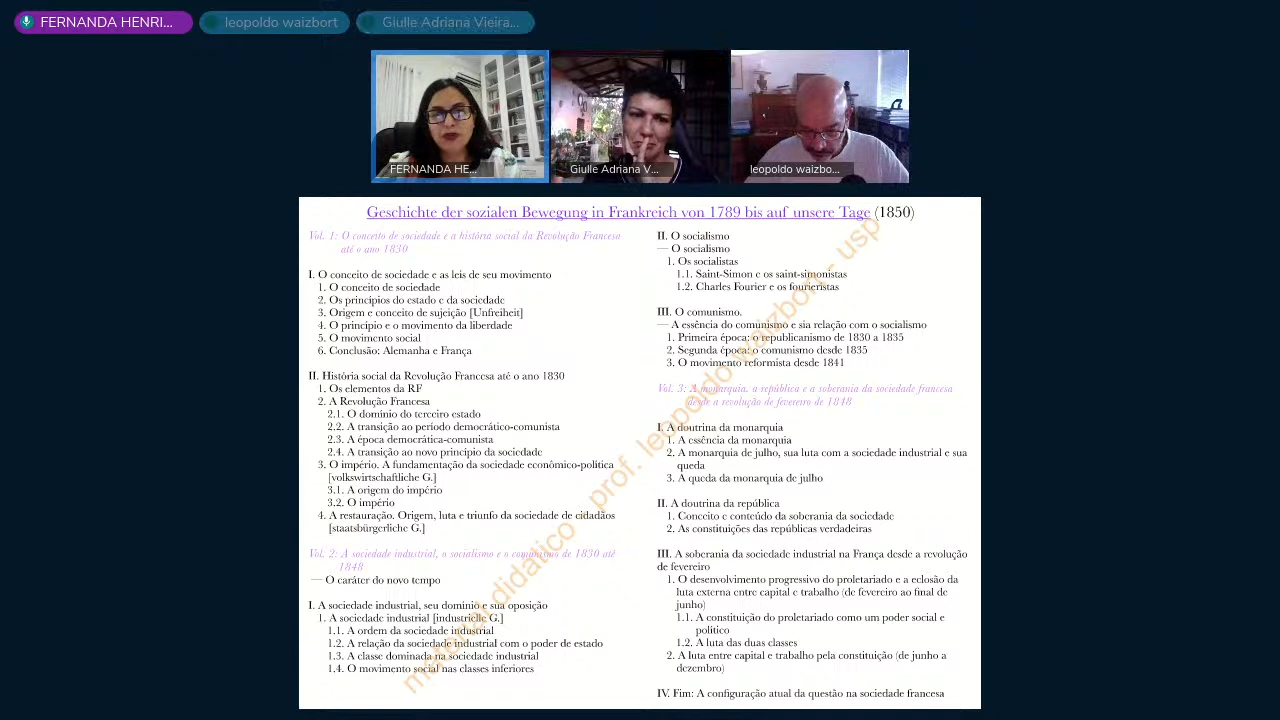 FERNANDA HENRI...
leopoldo waizbort
Giulle Adriana Vieira...
FERNANDA HE...
Giulle Adriana V...
leopoldo waizbo...
Geschichte der sozialen Bewegung in Frankreich von 1789 bis auf unsere Tage (1850)
Vol. 1: O conceito de sociedade e a história social da Revolução Francesa
até o ano 1830
I. O conceito de sociedade e as leis de seu movimento
1. O conceito de sociedade
2. Os princípios do estado e da sociedade
3. Origem e conceito de sujeição [Unfreiheit]
4. O princípio e o movimento da liberdade
5. O movimento social
6. Conclusão: Alemanha e França
II. História social da Revolução Francesa até o ano 1830
1. Os elementos da RF
2. A Revolução Francesa
2.1. O domínio do terceiro estado
2.2. A transição ao período democrático-comunista
2.3. A época democrática-comunista
2.4. A transição ao novo princípio da sociedade
3. O império. A fundamentação da sociedade econômico-política
[volkswirtschaftliche G.]
3.1. A origem do império
3.2. O império
4. A restauração. Origem, luta e triunfo da sociedade de cidadãos
[staatsbürgerliche G.]
Vol. 2: A sociedade industrial, o socialismo e o comunismo de 1830 até
1848
— O caráter do novo tempo
I. A sociedade industrial, seu domínio e sua oposição
1. A sociedade industrial [industrielle G.]
1.1. A ordem da sociedade industrial
1.2. A relação da sociedade industrial com o poder de estado
1.3. A classe dominada na sociedade industrial
1.4. O movimento social nas classes inferiores
II. O socialismo
— O socialismo
1. Os socialistas
1.1. Saint-Simon e os saint-simonistas
1.2. Charles Fourier e os fourieristas
III. O comunismo.
— A essência do comunismo e sia relação com o socialismo
1. Primeira época: o republicanismo de 1830 a 1835
2. Segunda época: o comunismo desde 1835
3. O movimento reformista desde 1841
Vol. 3: A monarquia, a república e a soberania da sociedade francesa
desde a revolução de fevereiro de 1848
I. A doutrina da monarquia
1. A essência da monarquia
2. A monarquia de julho, sua luta com a sociedade industrial e sua
queda
3. A queda da monarquia de julho
II. A doutrina da república
1. Conceito e conteúdo da soberania da sociedade
2. As constituições das repúblicas verdadeiras
III. A soberania da sociedade industrial na França desde a revolução
de fevereiro
1. O desenvolvimento progressivo do proletariado e a eclosão da
luta externa entre capital e trabalho (de fevereiro ao final de
junho)
1.1. A constituição do proletariado como um poder social e
político
1.2. A luta das duas classes
2. A luta entre capital e trabalho pela constituição (de junho a
dezembro)
IV. Fim: A configuração atual da questão na sociedade francesa
material didático - prof. leopoldo waizbort - usp